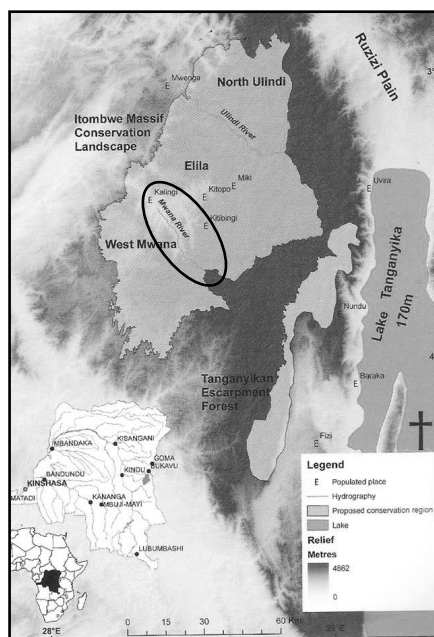 Ruzizi Plain
3°
Mwenga
E
North Ulindi
Ulindi River
Itombwe Massif
Conservation
Landscape
Elila
Miki
E
Kitopo
E
Kalingi
E
Mwana River
Kitibingi
E
West Mwana
Uvira
E
Lake Tanganyika
170m
Nundu
4
Tanganyikan
Escarpment
Forest
Baraka
E
Fizi
E
MBANDAKA
KISANGANI
GOMA
BUKAVU
KINDU
BANDUNDU
KINSHASA
MATADI
KANANGA
MBUJI-MAYI
LUBUMBASHI
Legend
E Populated place
Hydrography
Proposed conservation region
Lake
Relief
Metres
4862
0
28°E
0 30 60 Km
29°E